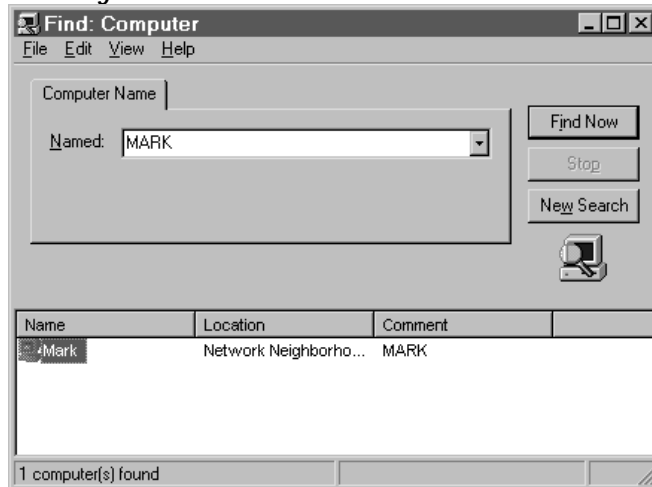 Find: Computer
File Edit View Help
Computer Name
Named: MARK
Find Now
Stop
New Search
Name Location Comment
Mark Network Neighborho... MARK
1 computer(s) found